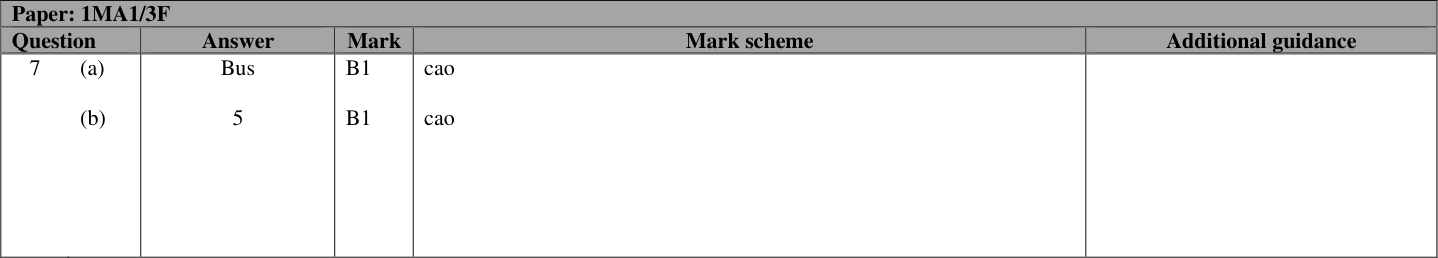 Paper: 1MA1/3F
Question Answer Mark Mark scheme Additional guidance
7 (a) Bus B1 cao
(b) 5 B1 cao